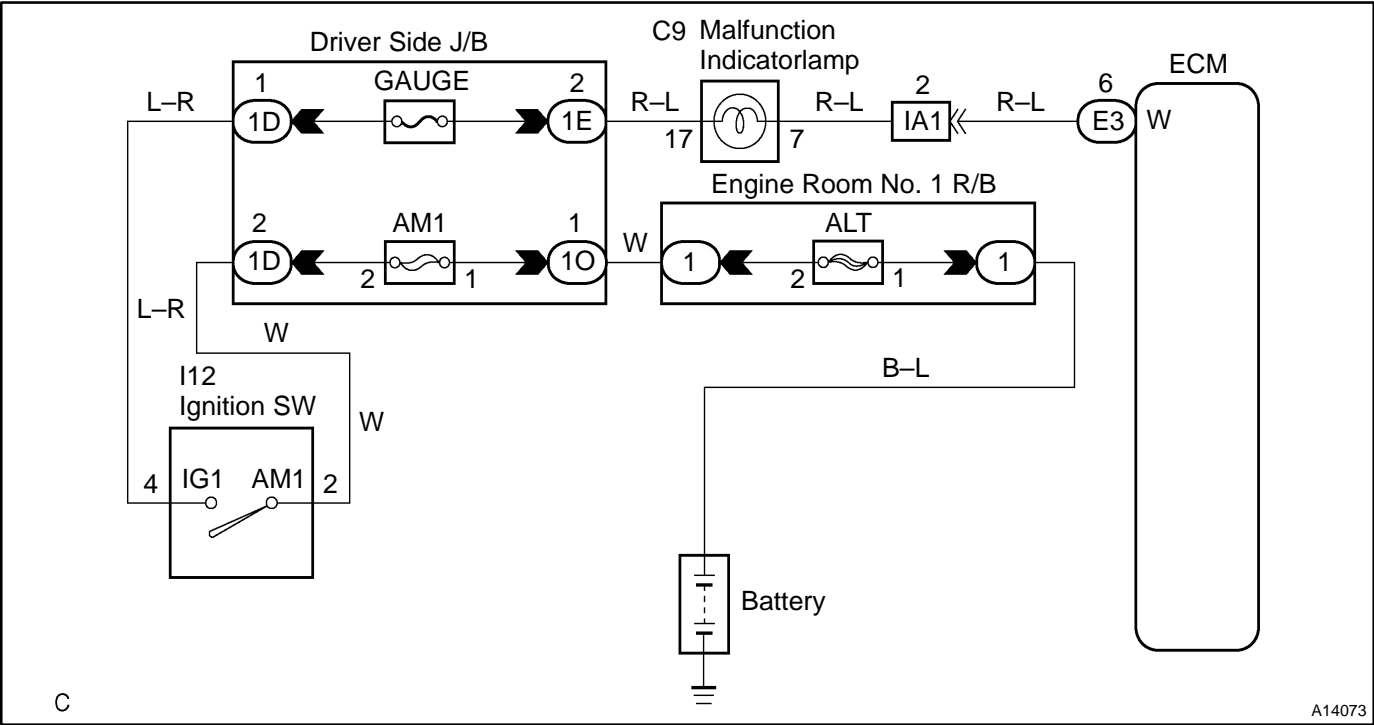 C9 Malfunction
Indicatorlamp
Driver Side J/B
ECM
1
GAUGE
2
2
6
L–R
R–L
R–L
R–L
1D
1E
IA1
E3
W
17
7
Engine Room No. 1 R/B
2
AM1
1
ALT
W
1D
1O
1
1
2
1
2
1
L–R
W
B–L
I12
Ignition SW
W
4
IG1
AM1
2
Battery
C
A14073